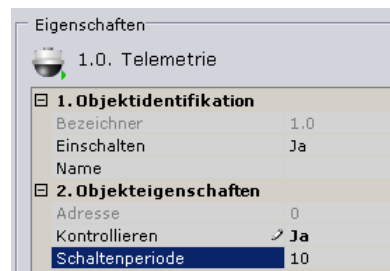 Eigenschaften
1.0. Telemetrie
1. Objektidentifikation
Bezeichner 1.0
Einschalten Ja
Name
2. Objekteigenschaften
Adresse 0
Kontrollieren Ja
Schaltenperiode 10